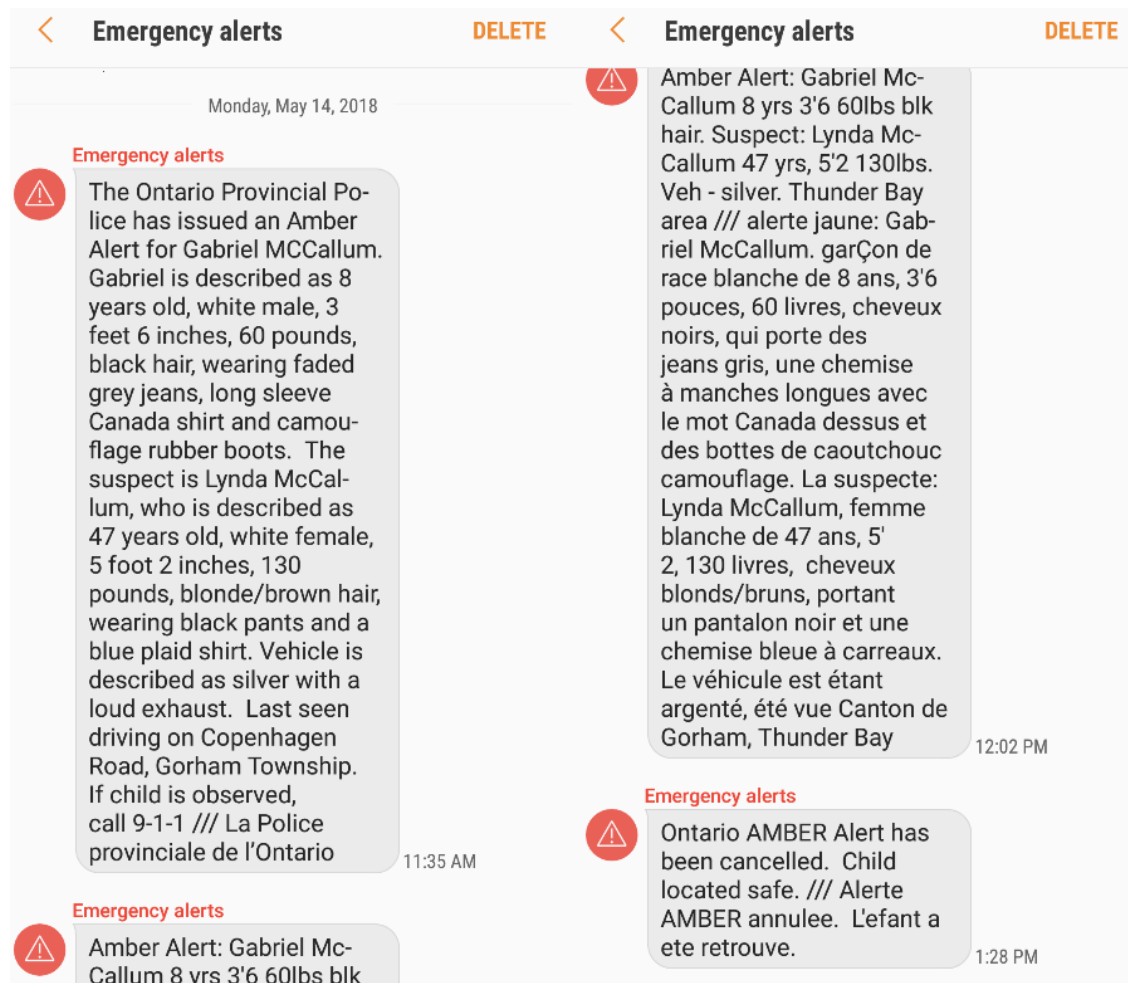 Emergency alerts
DELETE
Monday, May 14, 2018
Emergency alerts
The Ontario Provincial Po-
lice has issued an Amber
Alert for Gabriel MCCallum.
Gabriel is described as 8
years old, white male, 3
feet 6 inches, 60 pounds,
black hair, wearing faded
grey jeans, long sleeve
Canada shirt and camou-
flage rubber boots.  The
suspect is Lynda McCal-
lum, who is described as
47 years old, white female,
5 foot 2 inches, 130
pounds, blonde/brown hair,
wearing black pants and a
blue plaid shirt. Vehicle is
described as silver with a
loud exhaust.  Last seen
driving on Copenhagen
Road, Gorham Township.
If child is observed,
call 9-1-1 /// La Police
provinciale de l'Ontario
11:35 AM
Emergency alerts
Amber Alert: Gabriel Mc-
Callum 8 yrs 3'6 60lbs blk
Emergency alerts
DELETE
Amber Alert: Gabriel Mc-
Callum 8 yrs 3'6 60lbs blk
hair. Suspect: Lynda Mc-
Callum 47 yrs, 5'2 130lbs.
Veh - silver. Thunder Bay
area /// alerte jaune: Gab-
riel McCallum. garÇon de
race blanche de 8 ans, 3'6
pouces, 60 livres, cheveux
noirs, qui porte des
jeans gris, une chemise
à manches longues avec
le mot Canada dessus et
des bottes de caoutchouc
camouflage. La suspecte:
Lynda McCallum, femme
blanche de 47 ans, 5'
2, 130 livres,  cheveux
blonds/bruns, portant
un pantalon noir et une
chemise bleue à carreaux.
Le véhicule est étant
argenté, été vue Canton de
Gorham, Thunder Bay
12:02 PM
Emergency alerts
Ontario AMBER Alert has
been cancelled.  Child
located safe. /// Alerte
AMBER annulee.  L'efant a
ete retrouve.
1:28 PM